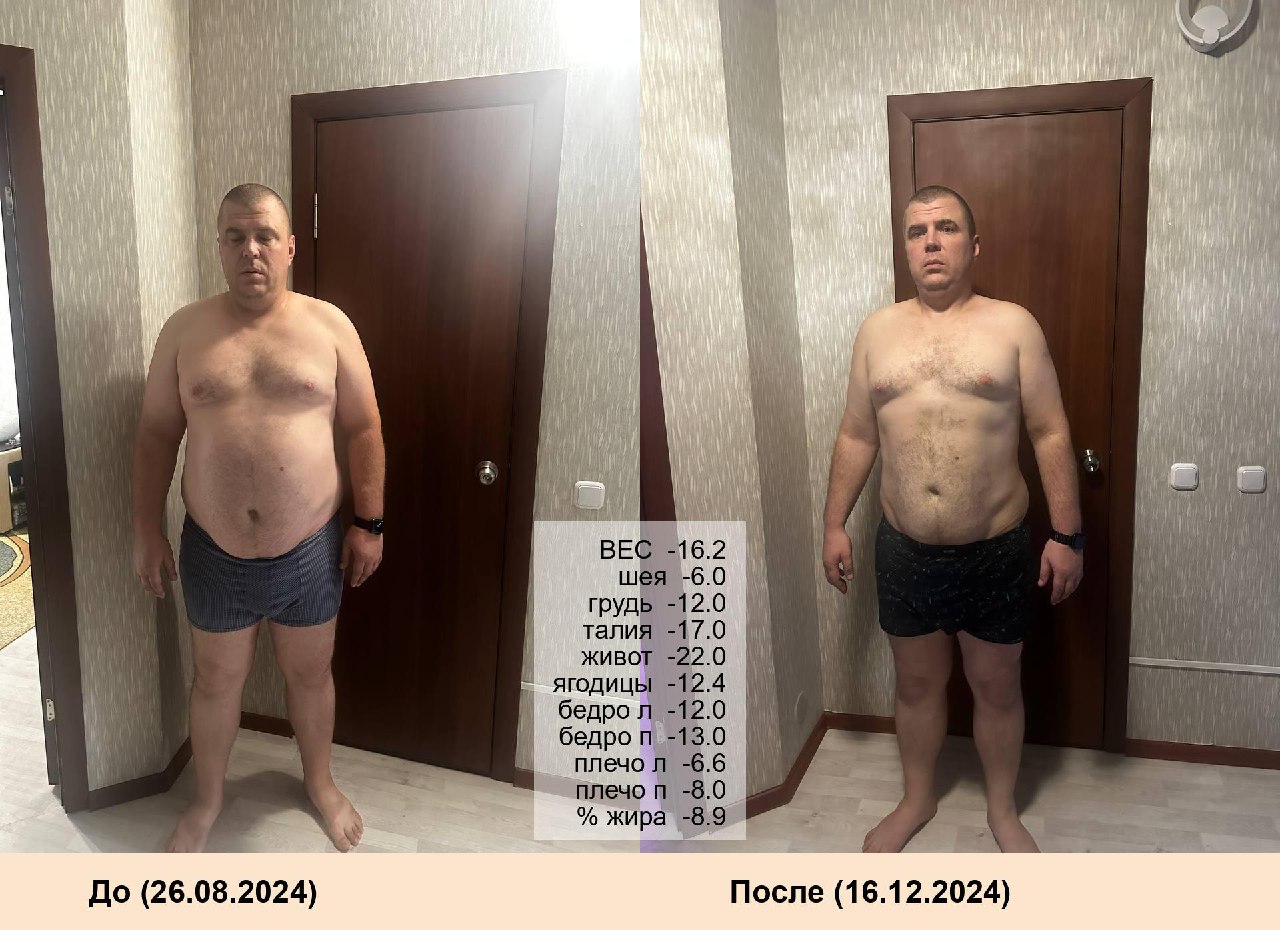 ВЕС -16.2
шея -6.0
грудь -12.0
талия -17.0
живот -22.0
ягодицы -12.4
бедро л -12.0
бедро п -13.0
плечо л -6.6
плечо п -8.0
% жира -8.9
До (26.08.2024)
После (16.12.2024)